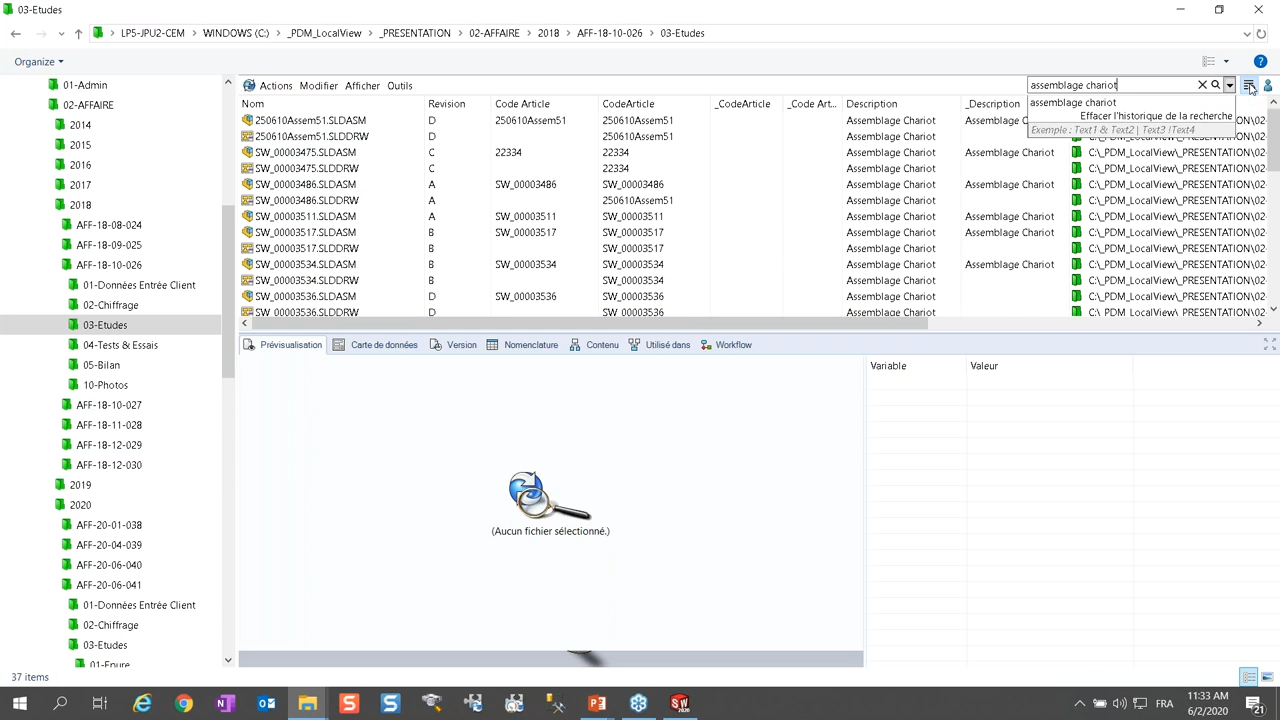 03-Etudes
LP5-JPU2-CEM > WINDOWS (C:) > _PDM_LocalView > _PRESENTATION > 02-AFFAIRE > 2018 > AFF-18-10-026 > 03-Etudes
Organize
01-Admin
02-AFFAIRE
2014
2015
2016
2017
2018
AFF-18-08-024
AFF-18-09-025
AFF-18-10-026
01-Données Entrée Client
02-Chiffrage
03-Etudes
04-Tests & Essais
05-Bilan
10-Photos
AFF-18-10-027
AFF-18-11-028
AFF-18-12-029
AFF-18-12-030
2019
2020
AFF-20-01-038
AFF-20-04-039
AFF-20-06-040
AFF-20-06-041
01-Données Entrée Client
02-Chiffrage
03-Etudes
01-Epure
Actions Modifier Afficher Outils
assemblage chariot
assemblage chariot
Effacer l'historique de la recherche
Exemple : Text1 & Text2 | Text3 !Text4
Nom Revision Code Article CodeArticle _CodeArticle _Code Art... Description _Description
250610Assem51.SLDASM D 250610Assem51 250610Assem51 Assemblage Chariot
250610Assem51.SLDDRW D 250610Assem51 Assemblage Chariot
SW_00003475.SLDASM C 22334 22334 Assemblage Chariot Assemblage Chariot C:\_PDM_LocalView\_PRESENTATION\02-
SW_00003475.SLDDRW C 22334 Assemblage Chariot C:\_PDM_LocalView\_PRESENTATION\02-
SW_00003486.SLDASM A SW_00003486 SW_00003486 Assemblage Chariot Assemblage Chariot C:\_PDM_LocalView\_PRESENTATION\02-
SW_00003486.SLDDRW A 250610Assem51 Assemblage Chariot C:\_PDM_LocalView\_PRESENTATION\02-
SW_00003511.SLDASM A SW_00003511 SW_00003511 Assemblage Chariot Assemblage Chariot C:\_PDM_LocalView\_PRESENTATION\02-
SW_00003517.SLDASM B SW_00003517 SW_00003517 Assemblage Chariot Assemblage Chariot C:\_PDM_LocalView\_PRESENTATION\02-
SW_00003517.SLDDRW B SW_00003517 Assemblage Chariot C:\_PDM_LocalView\_PRESENTATION\02-
SW_00003534.SLDASM B SW_00003534 SW_00003534 Assemblage Chariot Assemblage Chariot C:\_PDM_LocalView\_PRESENTATION\02-
SW_00003534.SLDDRW B SW_00003534 Assemblage Chariot C:\_PDM_LocalView\_PRESENTATION\02-
SW_00003536.SLDASM D SW_00003536 SW_00003536 Assemblage Chariot Assemblage Chariot C:\_PDM_LocalView\_PRESENTATION\02-
SW_00003536.SLDDRW D SW_00003536 Assemblage Chariot C:\_PDM_LocalView\_PRESENTATION\02-
Prévisualisation Carte de données Version Nomenclature Contenu Utilisé dans Workflow
Variable Valeur
(Aucun fichier sélectionné.)
37 items
FRA
11:33 AM
6/2/2020
21